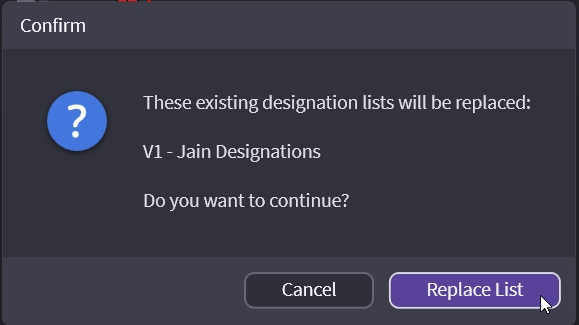 Confirm
?
These existing designation lists will be replaced:
V1 - Jain Designations
Do you want to continue?
Cancel
Replace List